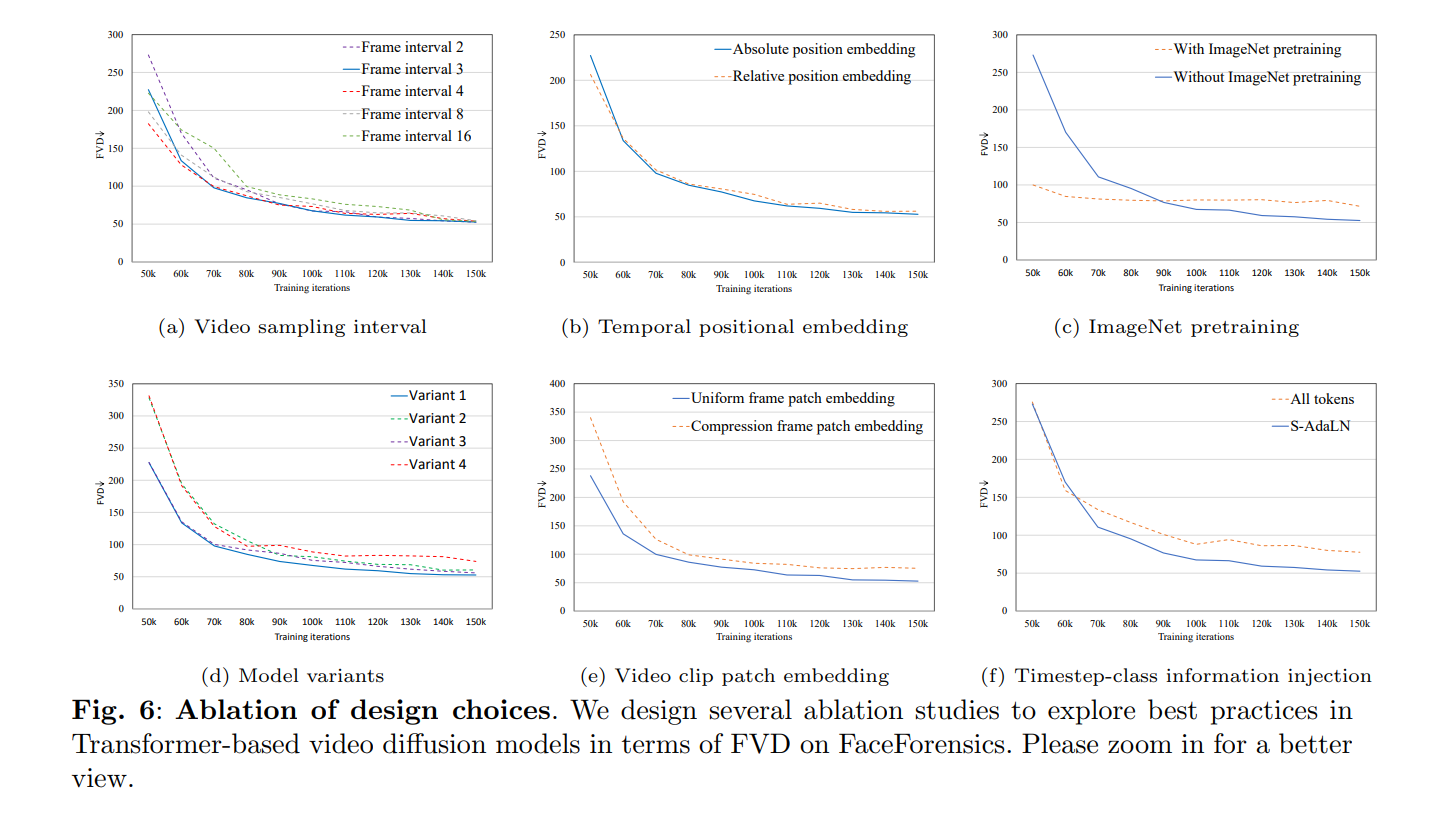 300
250
200
150
100
50
0
FVD↓
Frame interval 2
Frame interval 3
Frame interval 4
Frame interval 8
Frame interval 16
50k 60k 70k 80k 90k 100k 110k 120k 130k 140k 150k
Training iterations
(a) Video sampling interval
250
200
150
100
50
0
FVD↓
Absolute position embedding
Relative position embedding
50k 60k 70k 80k 90k 100k 110k 120k 130k 140k 150k
Training iterations
(b) Temporal positional embedding
300
250
200
150
100
50
0
FVD↓
With ImageNet pretraining
Without ImageNet pretraining
50k 60k 70k 80k 90k 100k 110k 120k 130k 140k 150k
Training iterations
(c) ImageNet pretraining
350
300
250
200
150
100
50
0
FVD↓
Variant 1
Variant 2
Variant 3
Variant 4
50k 60k 70k 80k 90k 100k 110k 120k 130k 140k 150k
Training iterations
(d) Model variants
400
350
300
250
200
150
100
50
0
FVD↓
Uniform frame patch embedding
Compression frame patch embedding
50k 60k 70k 80k 90k 100k 110k 120k 130k 140k 150k
Training iterations
(e) Video clip patch embedding
300
250
200
150
100
50
0
FVD↓
All tokens
S-AdaLN
50k 60k 70k 80k 90k 100k 110k 120k 130k 140k 150k
Training iterations
(f) Timestep-class information injection
Fig. 6: Ablation of design choices. We design several ablation studies to explore best practices in
Transformer-based video diffusion models in terms of FVD on FaceForensics. Please zoom in for a better
view.